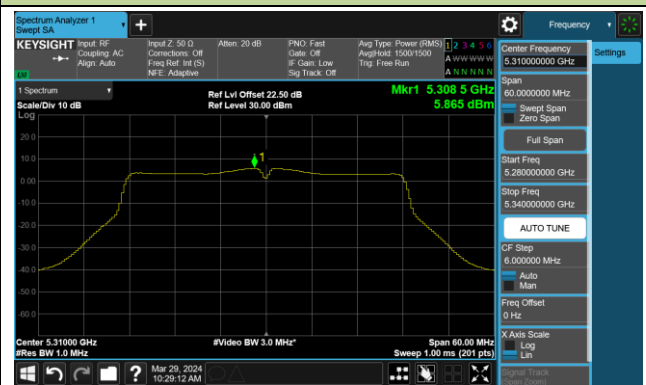 Spectrum Analyzer 1
Swept SA
+
Frequency
KEYSIGHT
Input: RF
Coupling: AC
Align: Auto
Input Z: 50 Ω
Corrections: Off
Freq Ref: Int (S)
NFE: Adaptive
Atten: 20 dB
PNO: Fast
Gate: Off
IF Gain: Low
Sig Track: Off
Avg Type: Power (RMS)
Avg|Hold: 1500/1500
Trig: Free Run
1 2 3 4 5 6
A W W W W W
A N N N N N
1 Spectrum
Scale/Div 10 dB
Log
Ref Lvl Offset 22.50 dB
Ref Level 30.00 dBm
Mkr1 5.308 5 GHz
5.865 dBm
1
20.0
10.0
0.00
-10.0
-20.0
-30.0
-40.0
-50.0
-60.0
Center 5.31000 GHz
#Res BW 1.0 MHz
#Video BW 3.0 MHz*
Span 60.00 MHz
Sweep 1.00 ms (201 pts)
?
Mar 29, 2024
10:29:12 AM
Center Frequency
5.310000000 GHz
Settings
Span
60.0000000 MHz
Swept Span
Zero Span
Full Span
Start Freq
5.280000000 GHz
Stop Freq
5.340000000 GHz
AUTO TUNE
CF Step
6.000000 MHz
Auto
Man
Freq Offset
0 Hz
X Axis Scale
Log
Lin
Signal Track
(Span Zoom)